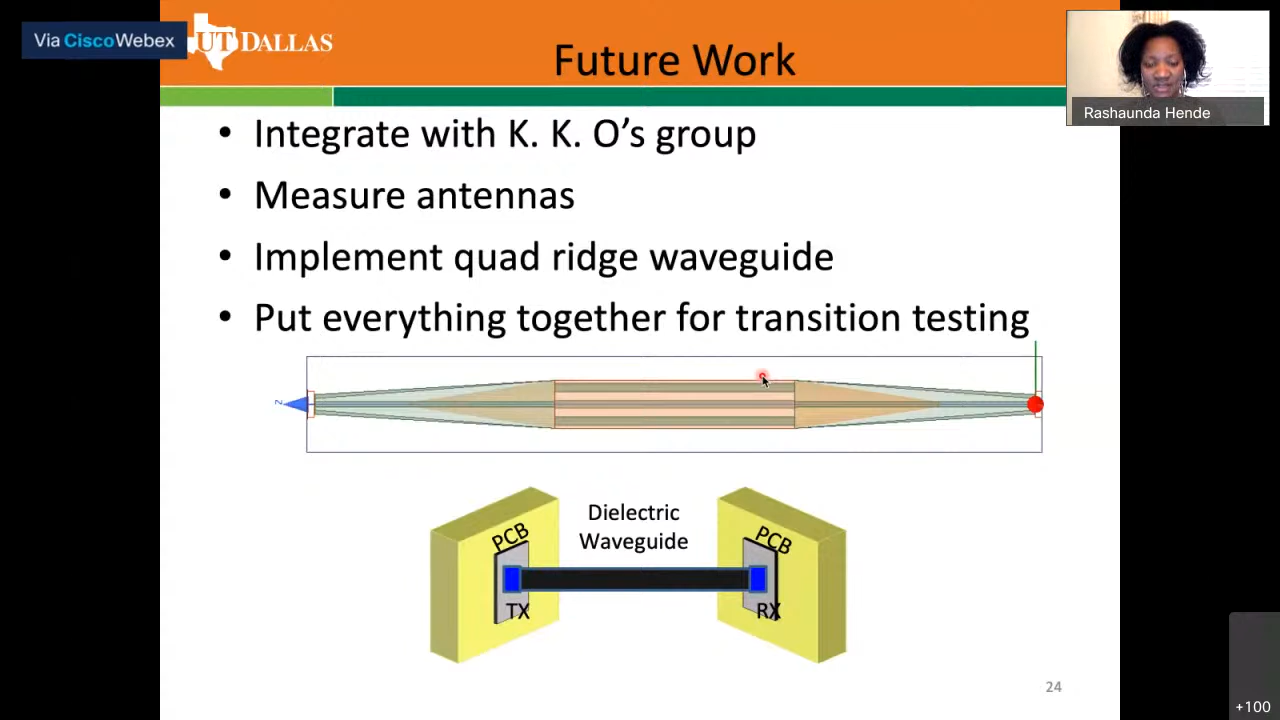 Via CiscoWebex
UT DALLAS
Future Work
Rashaunda Hende
• Integrate with K. K. O’s group
• Measure antennas
• Implement quad ridge waveguide
• Put everything together for transition testing
Z
Dielectric
Waveguide
PCB
PCB
TX
RX
24
+100